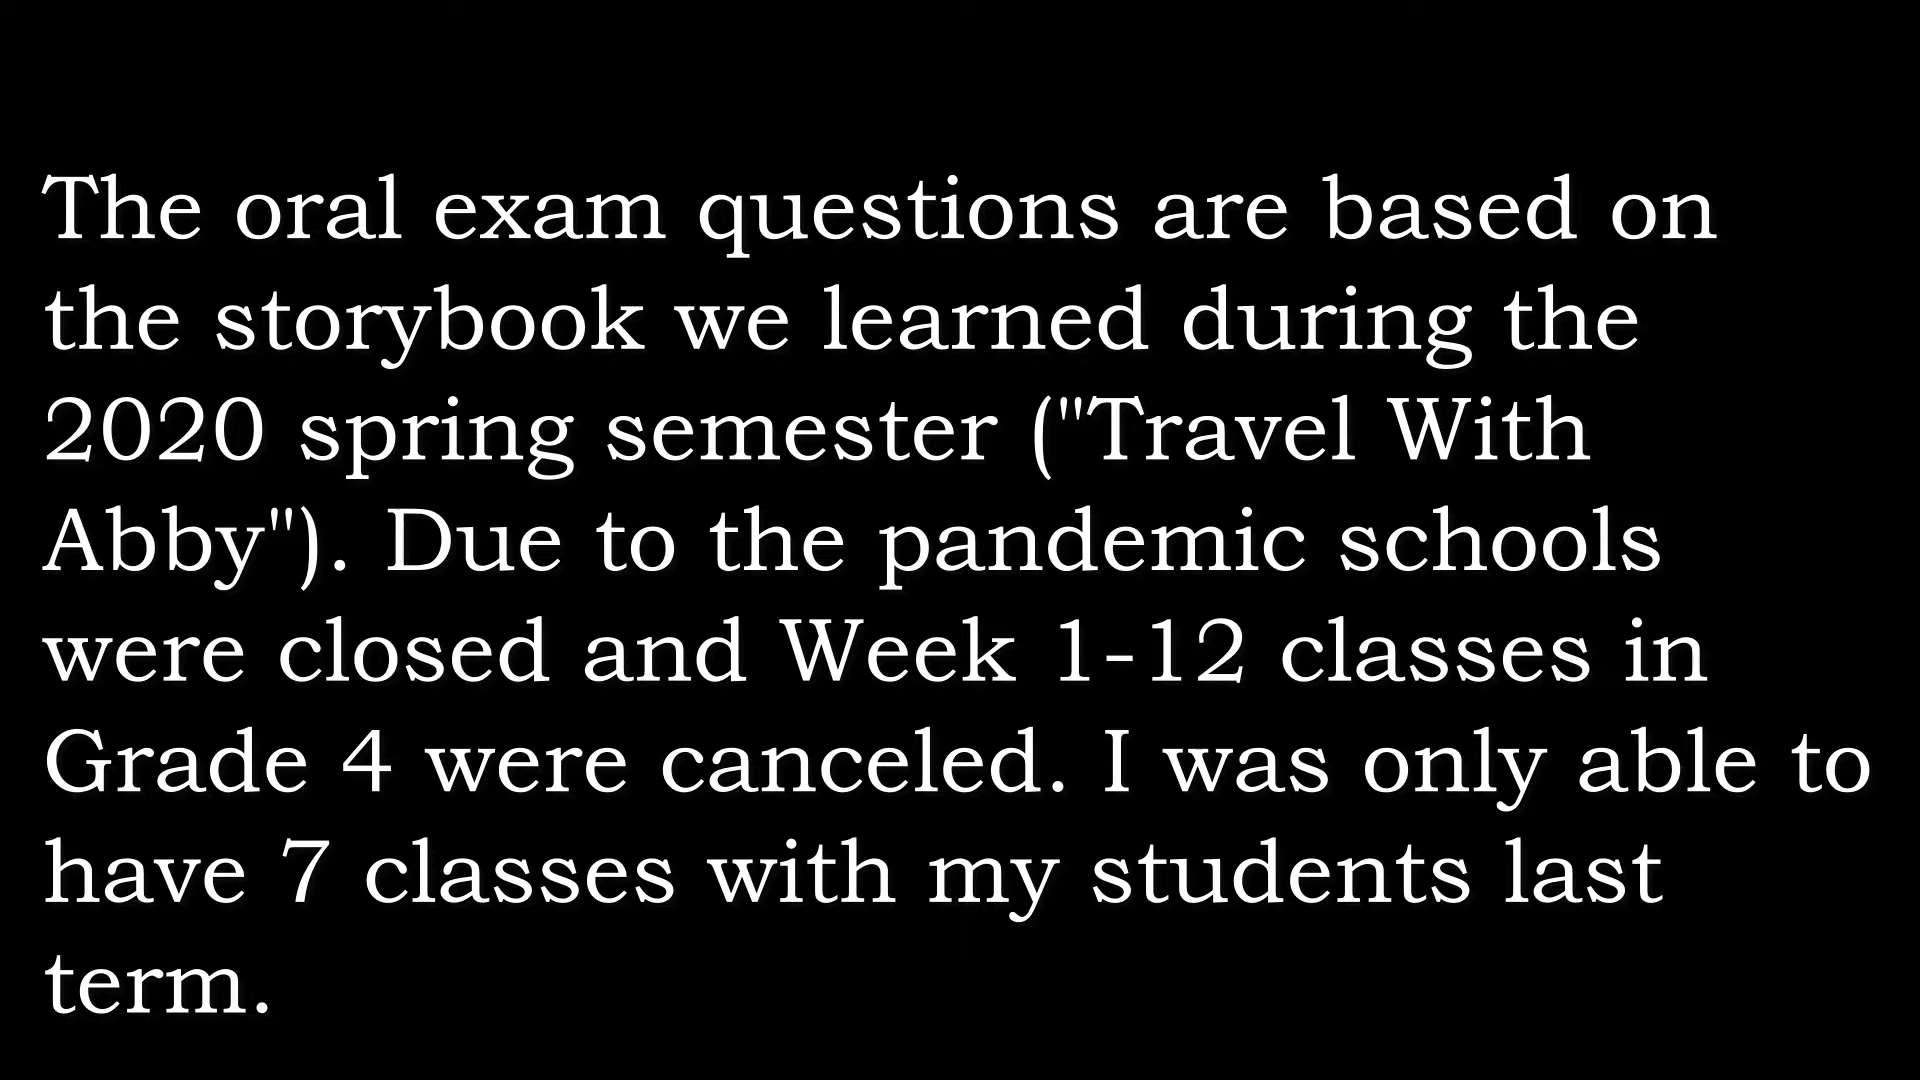 The oral exam questions are based on
the storybook we learned during the
2020 spring semester ("Travel With
Abby"). Due to the pandemic schools
were closed and Week 1-12 classes in
Grade 4 were canceled. I was only able to
have 7 classes with my students last
term.